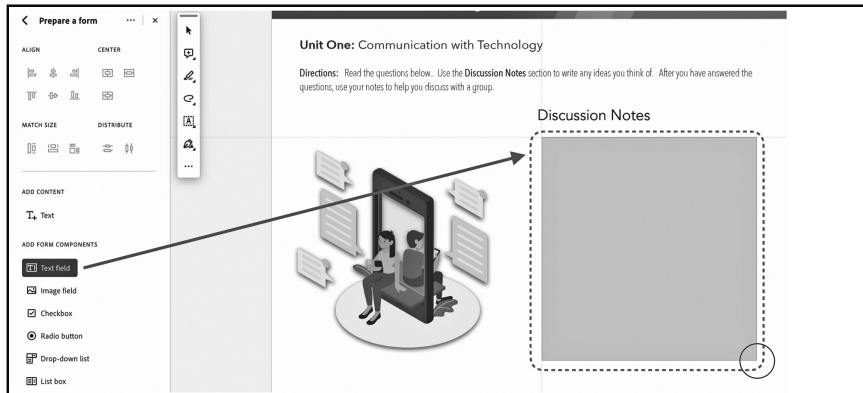 Prepare a form
ALIGN
CENTER
MATCH SIZE
DISTRIBUTE
ADD CONTENT
T+ Text
ADD FORM COMPONENTS
Text field
Image field
Checkbox
Radio button
Drop-down list
List box
Unit One: Communication with Technology
Directions: Read the questions below.. Use the Discussion Notes section to write any ideas you think of. After you have answered the
questions, use your notes to help you discuss with a group.
Discussion Notes